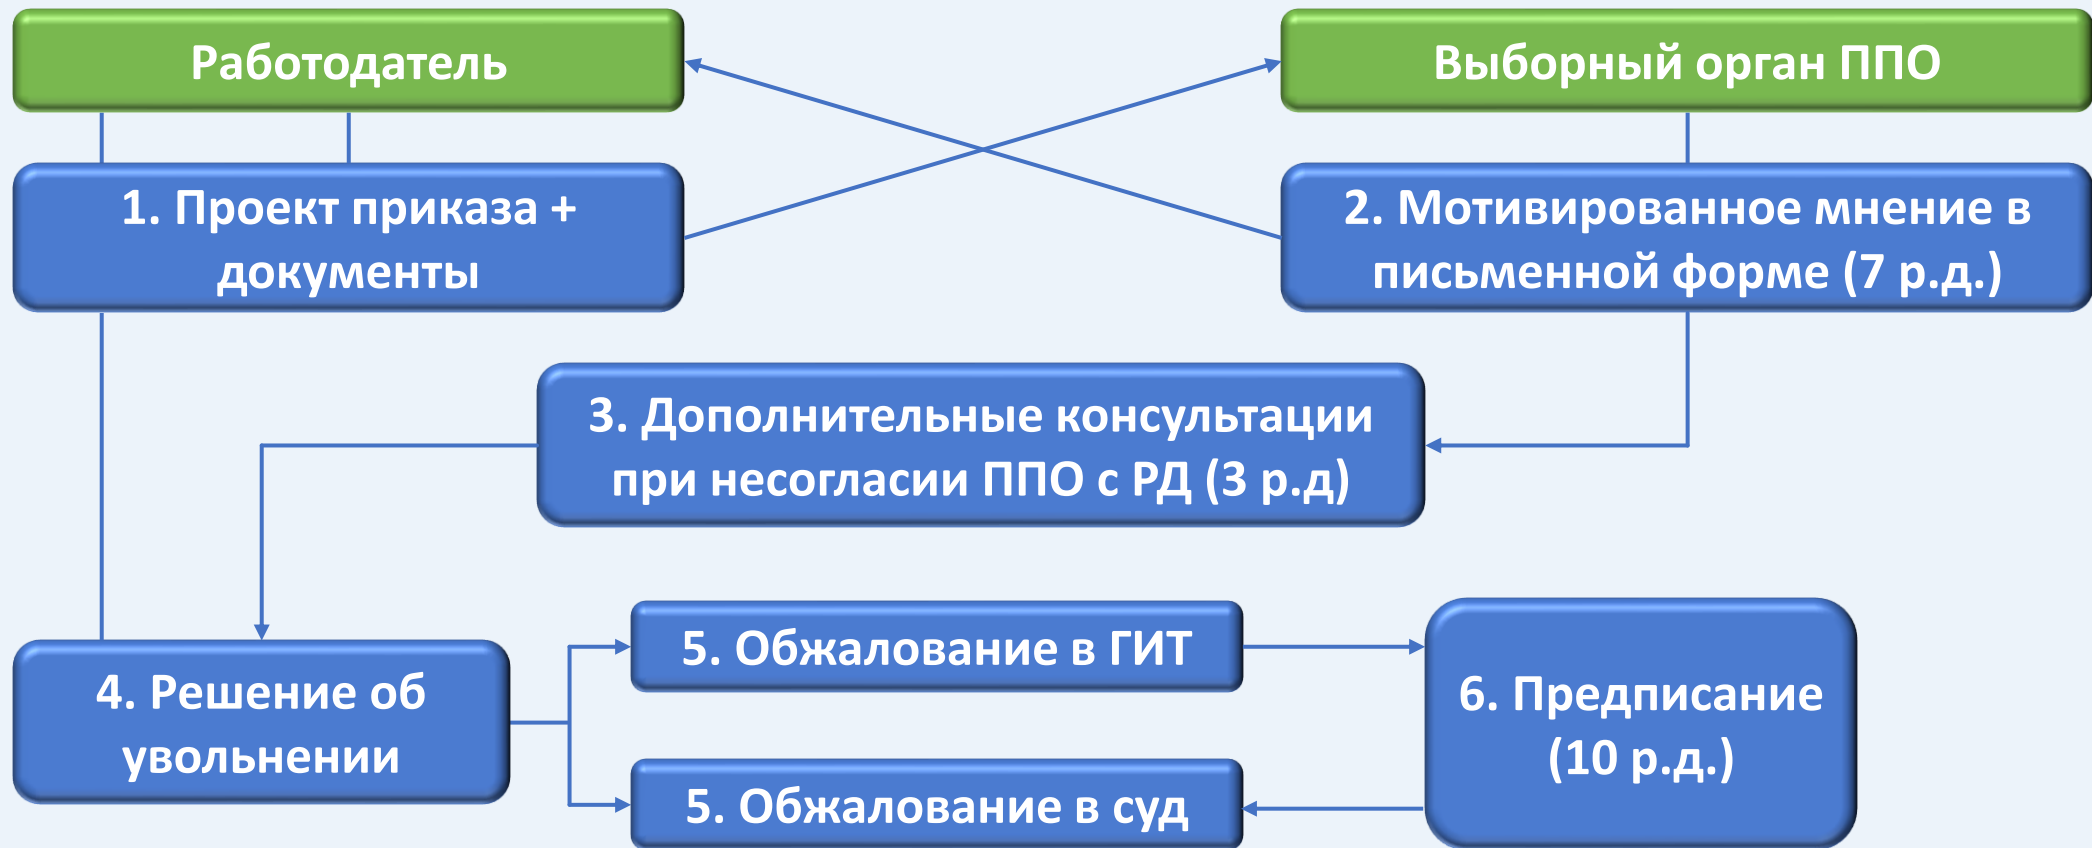 Работодатель
Выборный орган ППО
1. Проект приказа +
документы
2. Мотивированное мнение в
письменной форме (7 р.д.)
3. Дополнительные консультации
при несогласии ППО с РД (3 р.д)
4. Решение об
увольнении
5. Обжалование в ГИТ
5. Обжалование в суд
6. Предписание
(10 р.д.)